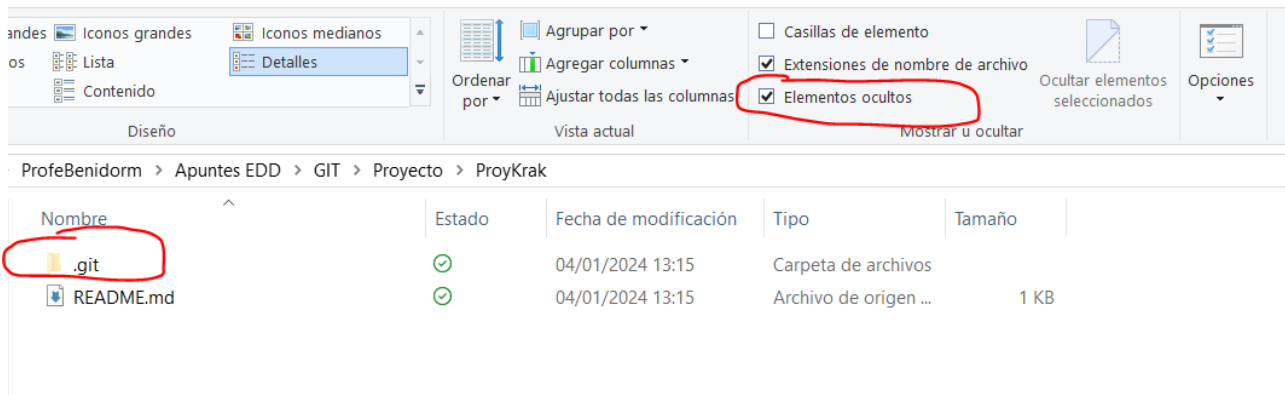 andes Iconos grandes Iconos medianos
os Lista Detalles
Contenido
Diseño
Ordenar por
Agrupar por
Agregar columnas
Ajustar todas las columnas
Vista actual
Casillas de elemento
Extensiones de nombre de archivo
Elementos ocultos
Ocultar elementos
seleccionados
Mostrar u ocultar
Opciones
ProfeBenidorm > Apuntes EDD > GIT > Proyecto > ProyKrak
Nombre Estado Fecha de modificación Tipo Tamaño
.git 04/01/2024 13:15 Carpeta de archivos
README.md 04/01/2024 13:15 Archivo de origen ... 1 KB